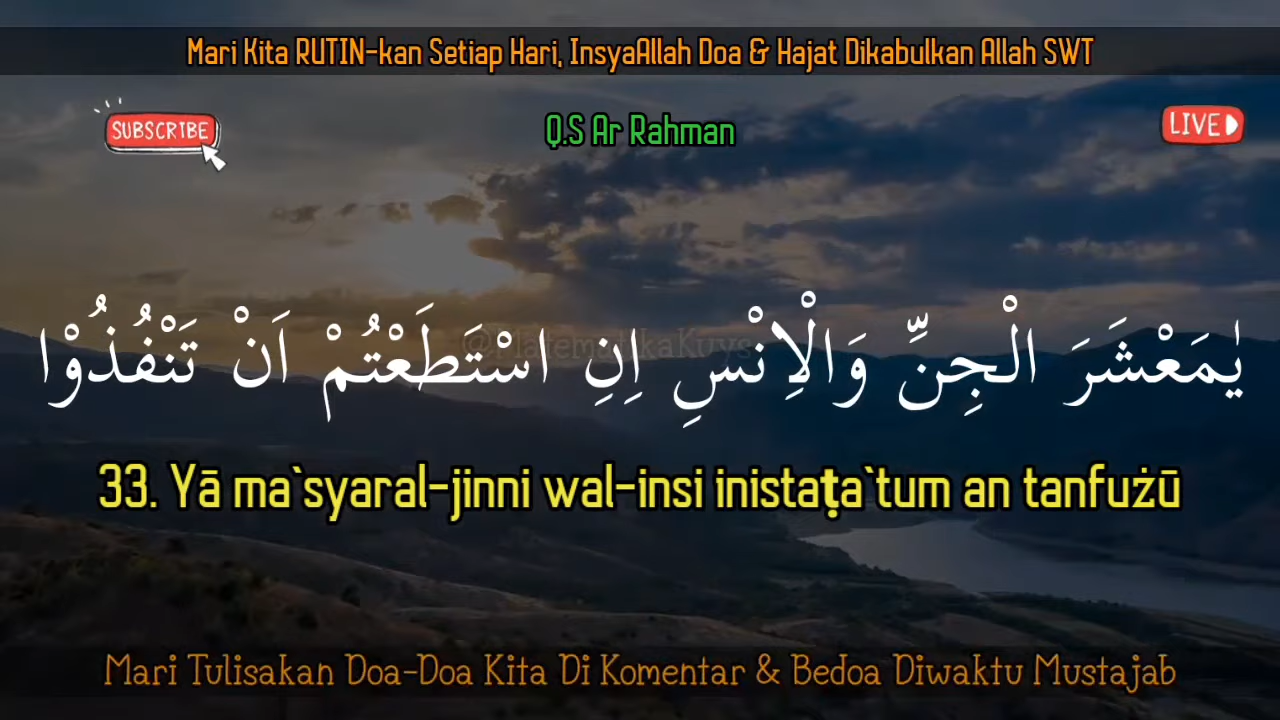 Mari Kita RUTIN-kan Setiap Hari, InsyaAllah Doa & Hajat Dikabulkan Allah SWT
SUBSCRIBE
Q.S Ar Rahman
LIVE
يٰمَعْشَرَ الْجِنِّ وَالْاِنْسِ اِنِ اسْتَطَعْتُمْ اَنْ تَنْفُذُوْا
@MatematikaKuys
33. Yā ma`syaral-jinni wal-insi inistaṭa`tum an tanfużū
Mari Tulisakan Doa-Doa Kita Di Komentar & Bedoa Diwaktu Mustajab